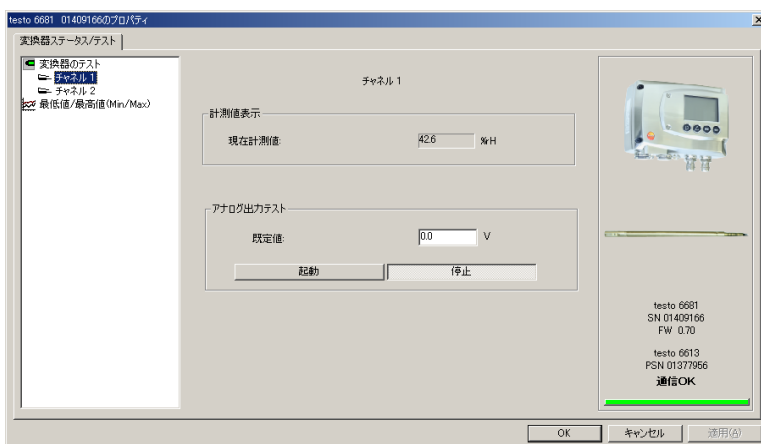 testo 6681 01409166のプロパティ
変換器ステータス/テスト
変換器のテスト
チャネル 1
チャネル 2
最低値/最高値(Min/Max)
チャネル 1
計測値表示
現在計測値:
42.6
%rH
アナログ出力テスト
既定値:
0.0
V
起動
停止
testo 6681
SN 01409166
FW 0.70
testo 6613
PSN 01377956
通信OK
OK
キャンセル
適用(A)